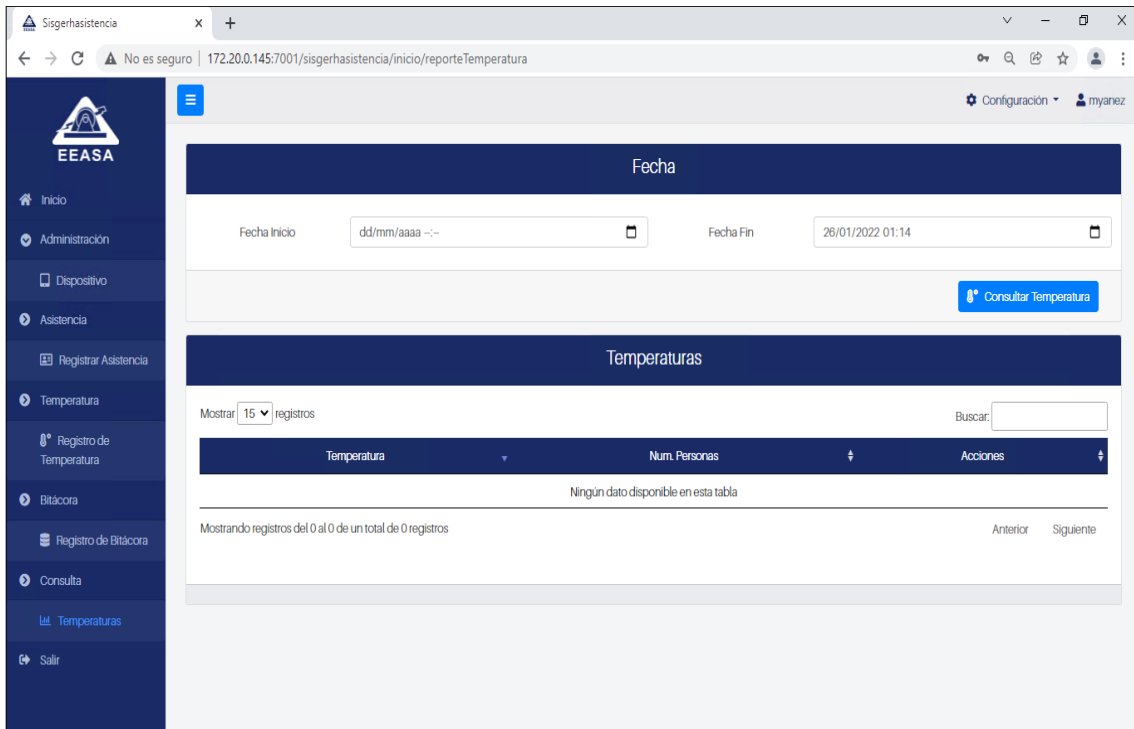 Sisgerhasistencia
No es seguro | 172.20.0.145:7001/sisgerhasistencia/inicio/reporteTemperatura
Configuración myanez
EEASA
Inicio
Administración
Dispositivo
Asistencia
Registrar Asistencia
Temperatura
Registro de
Temperatura
Bitácora
Registro de Bitácora
Consulta
Temperaturas
Salir
Fecha
Fecha Inicio dd/mm/aaaa --:-- Fecha Fin 26/01/2022 01:14
Consultar Temperatura
Temperaturas
Mostrar 15 registros Buscar:
Temperatura Num. Personas Acciones
Ningún dato disponible en esta tabla
Mostrando registros del 0 al 0 de un total de 0 registros Anterior Siguiente